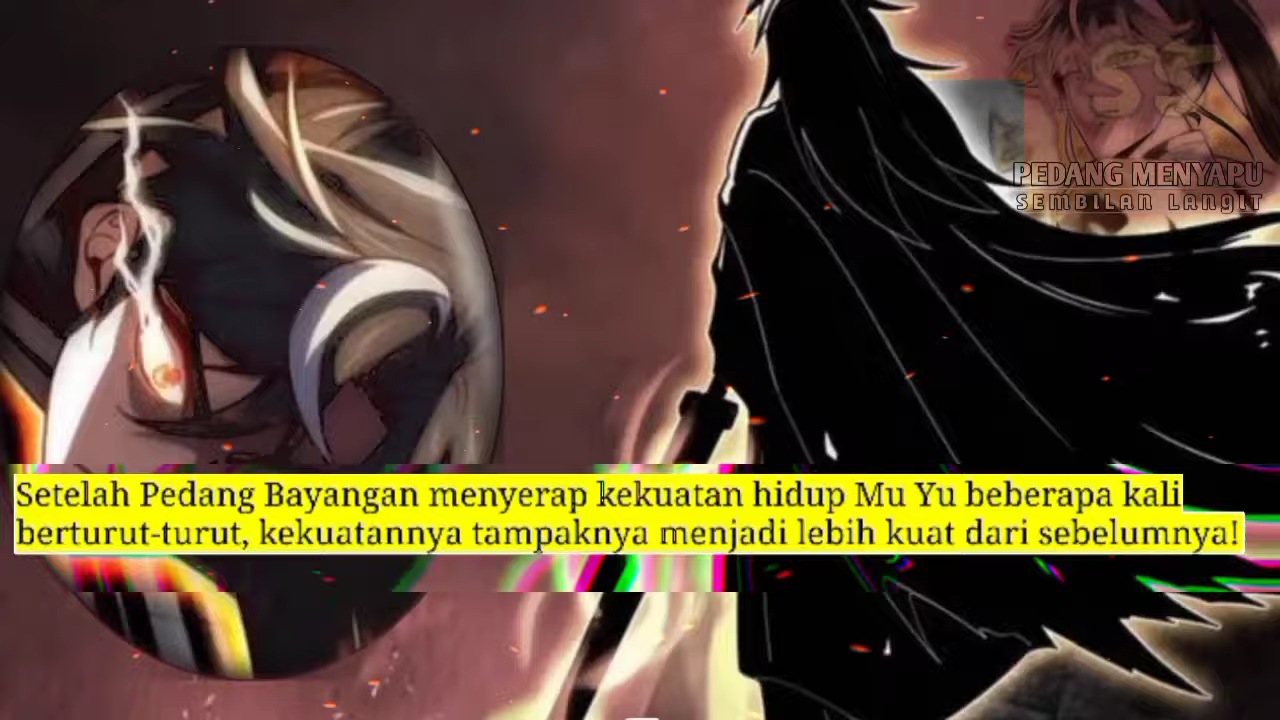 PEDANG MENYAPU
SEMBILAN LANGIT
Setelah Pedang Bayangan menyerap kekuatan hidup Mu Yu beberapa kali
berturut-turut, kekuatannya tampaknya menjadi lebih kuat dari sebelumnya!